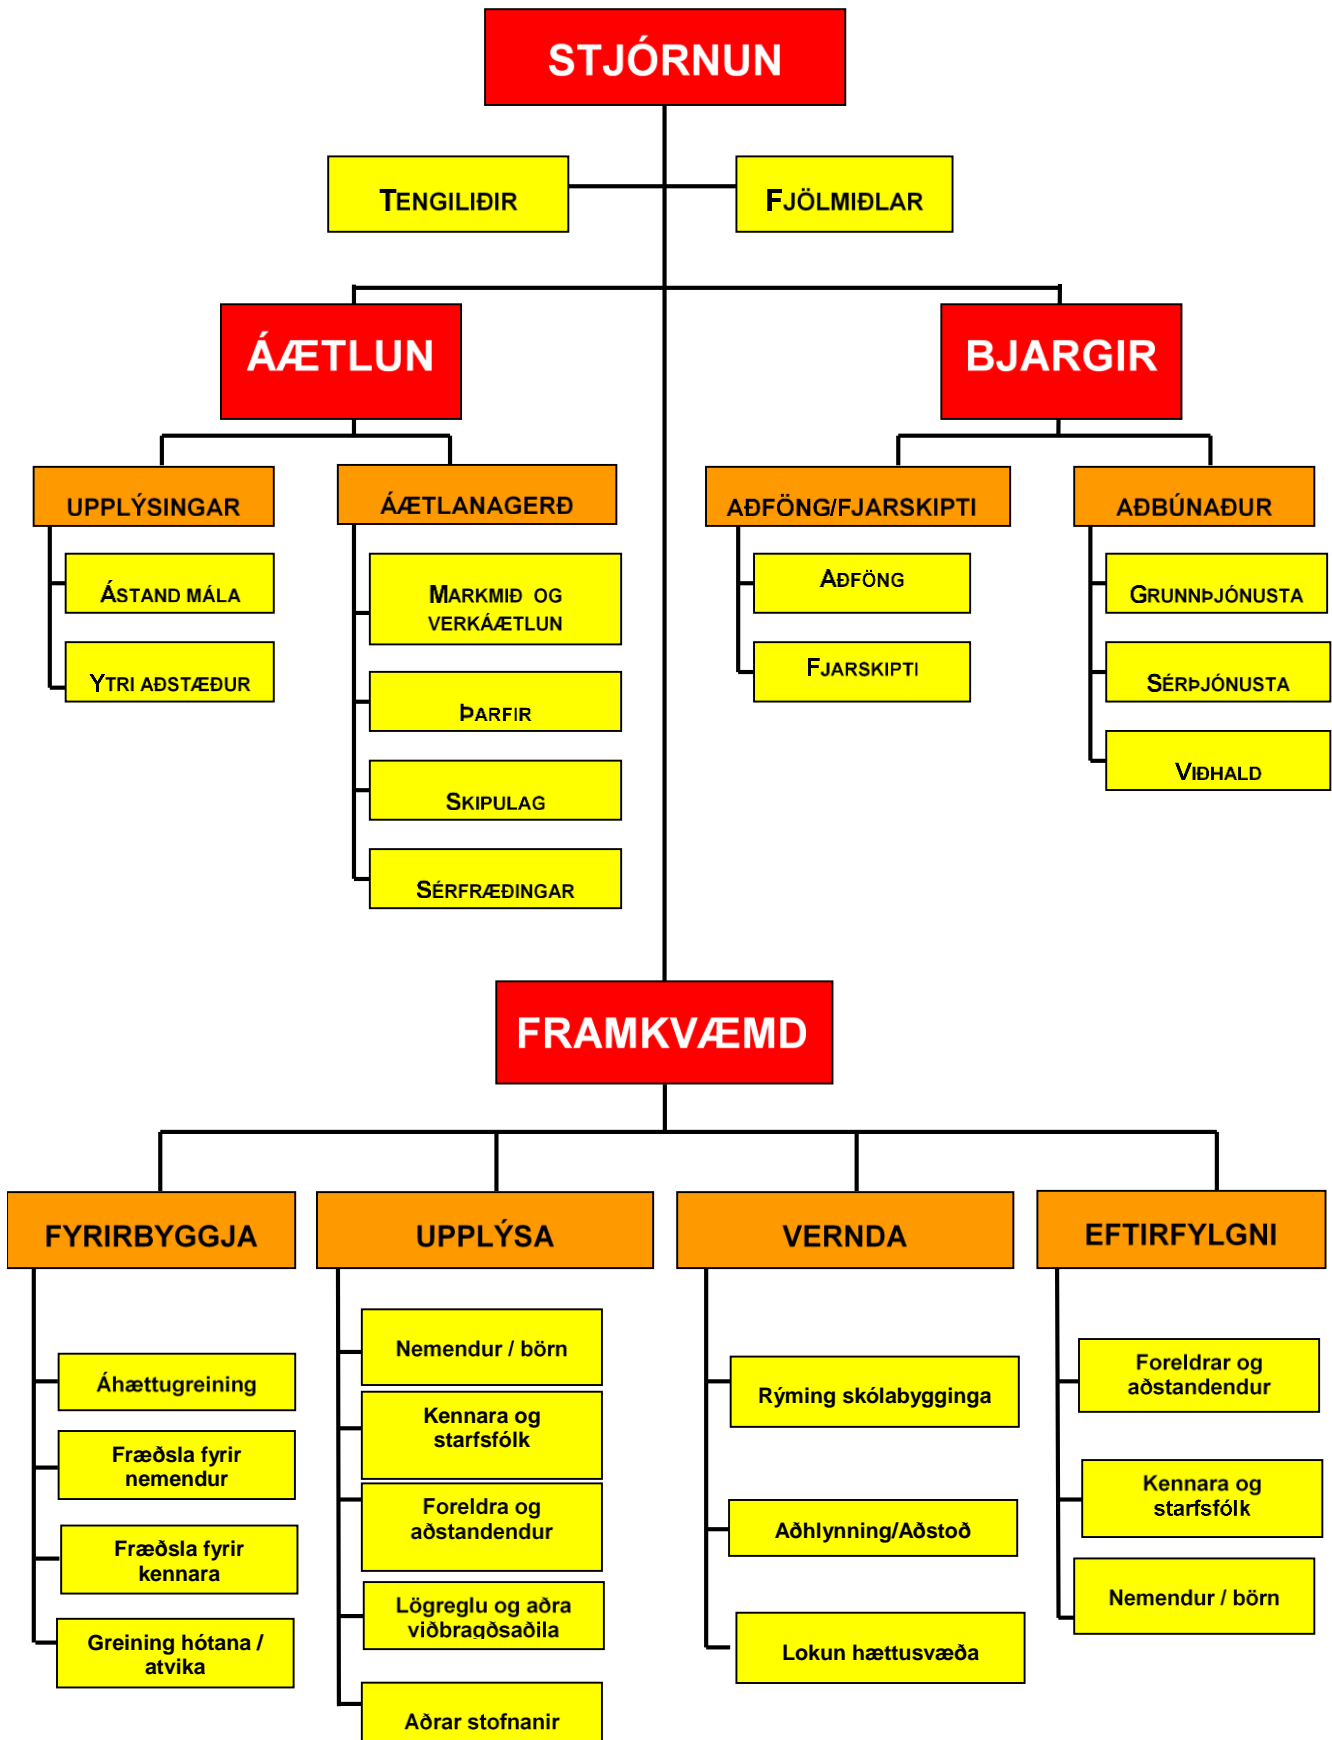 STJÓRNUN
TENGILIÐIR
FJÖLMIÐLAR
ÁÆTLUN
BJARGIR
UPPLÝSINGAR
ÁÆTLANAGERÐ
AÐFÖNG/FJARSKIPTI
AÐBÚNAÐUR
ÁSTAND MÁLA
YTRI AÐSTÆÐUR
MARKMIÐ OG
VERKÁÆTLUN
ÞARFIR
SKIPULAG
SÉRFRÆÐINGAR
AÐFÖNG
FJARSKIPTI
GRUNNÞJÓNUSTA
SÉRÞJÓNUSTA
VIÐHALD
FRAMKVÆMD
FYRIRBYGGJA
UPPLÝSA
VERNDA
EFTIRFYLGNI
Áhættugreining
Fræðsla fyrir
nemendur
Fræðsla fyrir
kennara
Greining hótana /
atvika
Nemendur / börn
Kennara og
starfsfólk
Foreldra og
aðstandendur
Lögreglu og aðra
viðbragðsaðila
Aðrar stofnanir
Rýming skólabygginga
Aðhlynning/Aðstoð
Lokun hættusvæða
Foreldrar og
aðstandendur
Kennara og
starfsfólk
Nemendur / börn